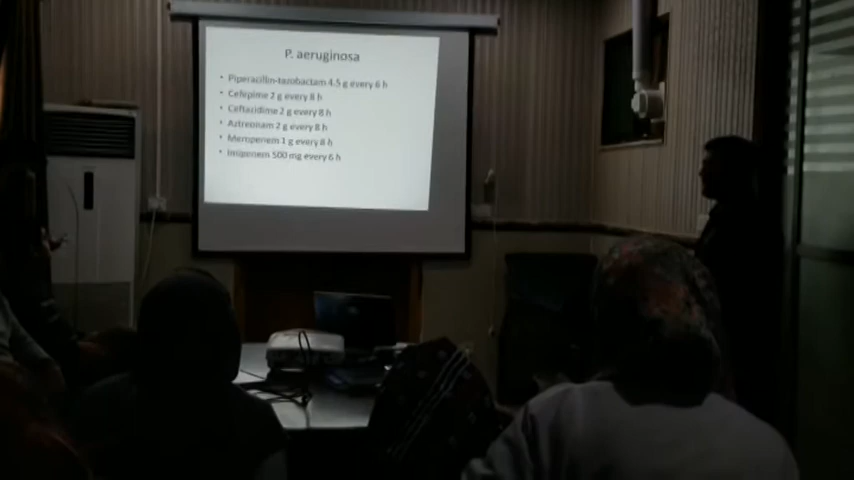 P. aeruginosa
• Piperacillin-tazobactam 4.5 g every 6 h
• Cefepime 2 g every 8 h
• Ceftazidime 2 g every 8 h
• Aztreonam 2 g every 8 h
• Meropenem 1 g every 8 h
• Imipenem 500 mg every 6 h